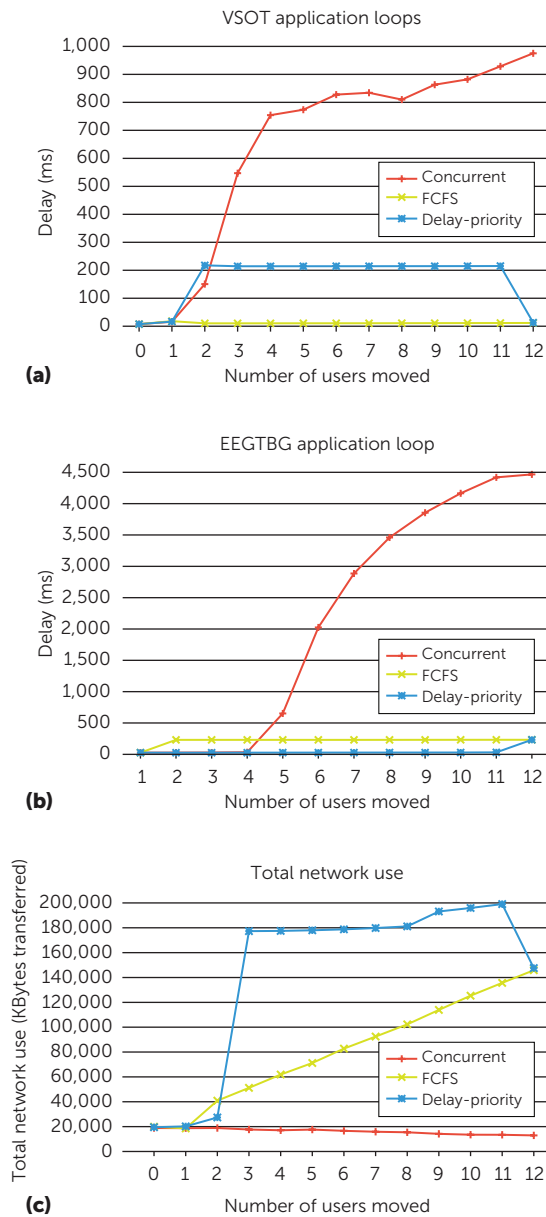 VSOT application loops
1,000
900
800
700
600
500
400
300
200
100
0
Delay (ms)
Concurrent
FCFS
Delay-priority
0 1 2 3 4 5 6 7 8 9 10 11 12
Number of users moved
(a)
EEGTBG application loop
4,500
4,000
3,500
3,000
2,500
2,000
1,500
1,000
500
0
Delay (ms)
Concurrent
FCFS
Delay-priority
1 2 3 4 5 6 7 8 9 10 11 12
Number of users moved
(b)
Total network use
200,000
180,000
160,000
140,000
120,000
100,000
80,000
60,000
40,000
20,000
0
Total network use (KBytes transferred)
Concurrent
FCFS
Delay-priority
0 1 2 3 4 5 6 7 8 9 10 11 12
Number of users moved
(c)